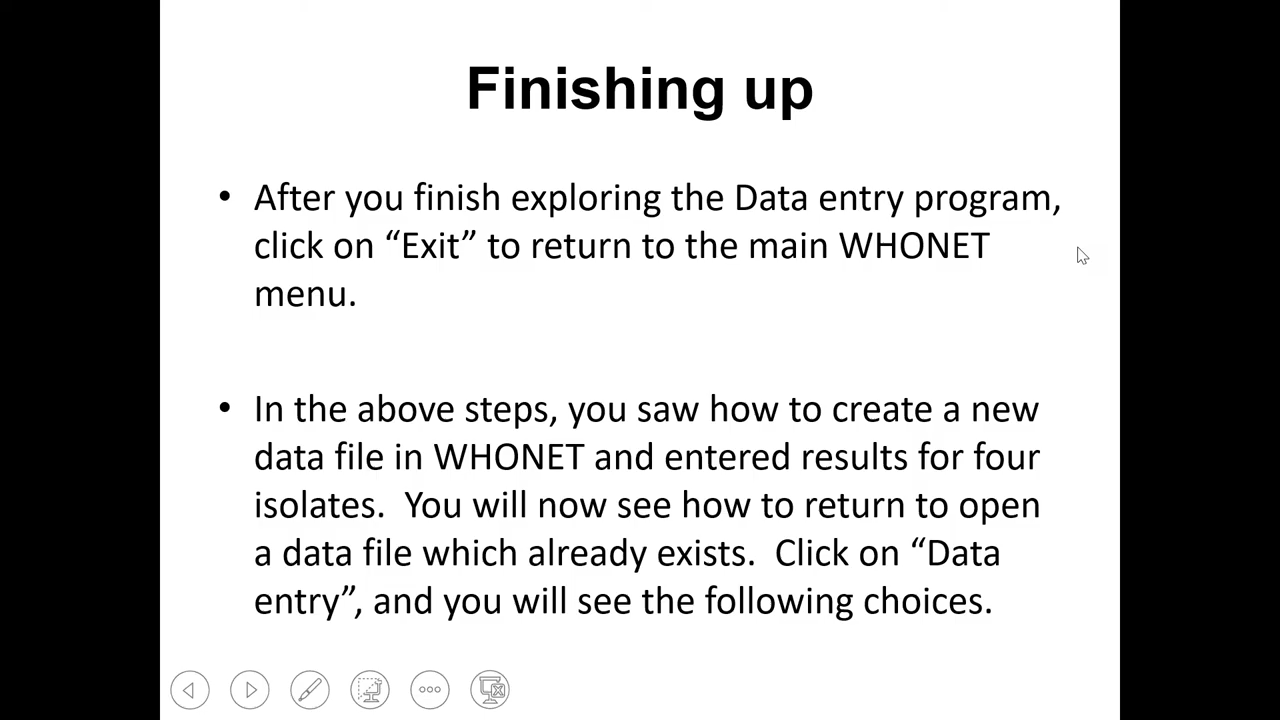 Finishing up
• After you finish exploring the Data entry program,
click on “Exit” to return to the main WHONET
menu.
• In the above steps, you saw how to create a new
data file in WHONET and entered results for four
isolates.  You will now see how to return to open
a data file which already exists.  Click on “Data
entry”, and you will see the following choices.